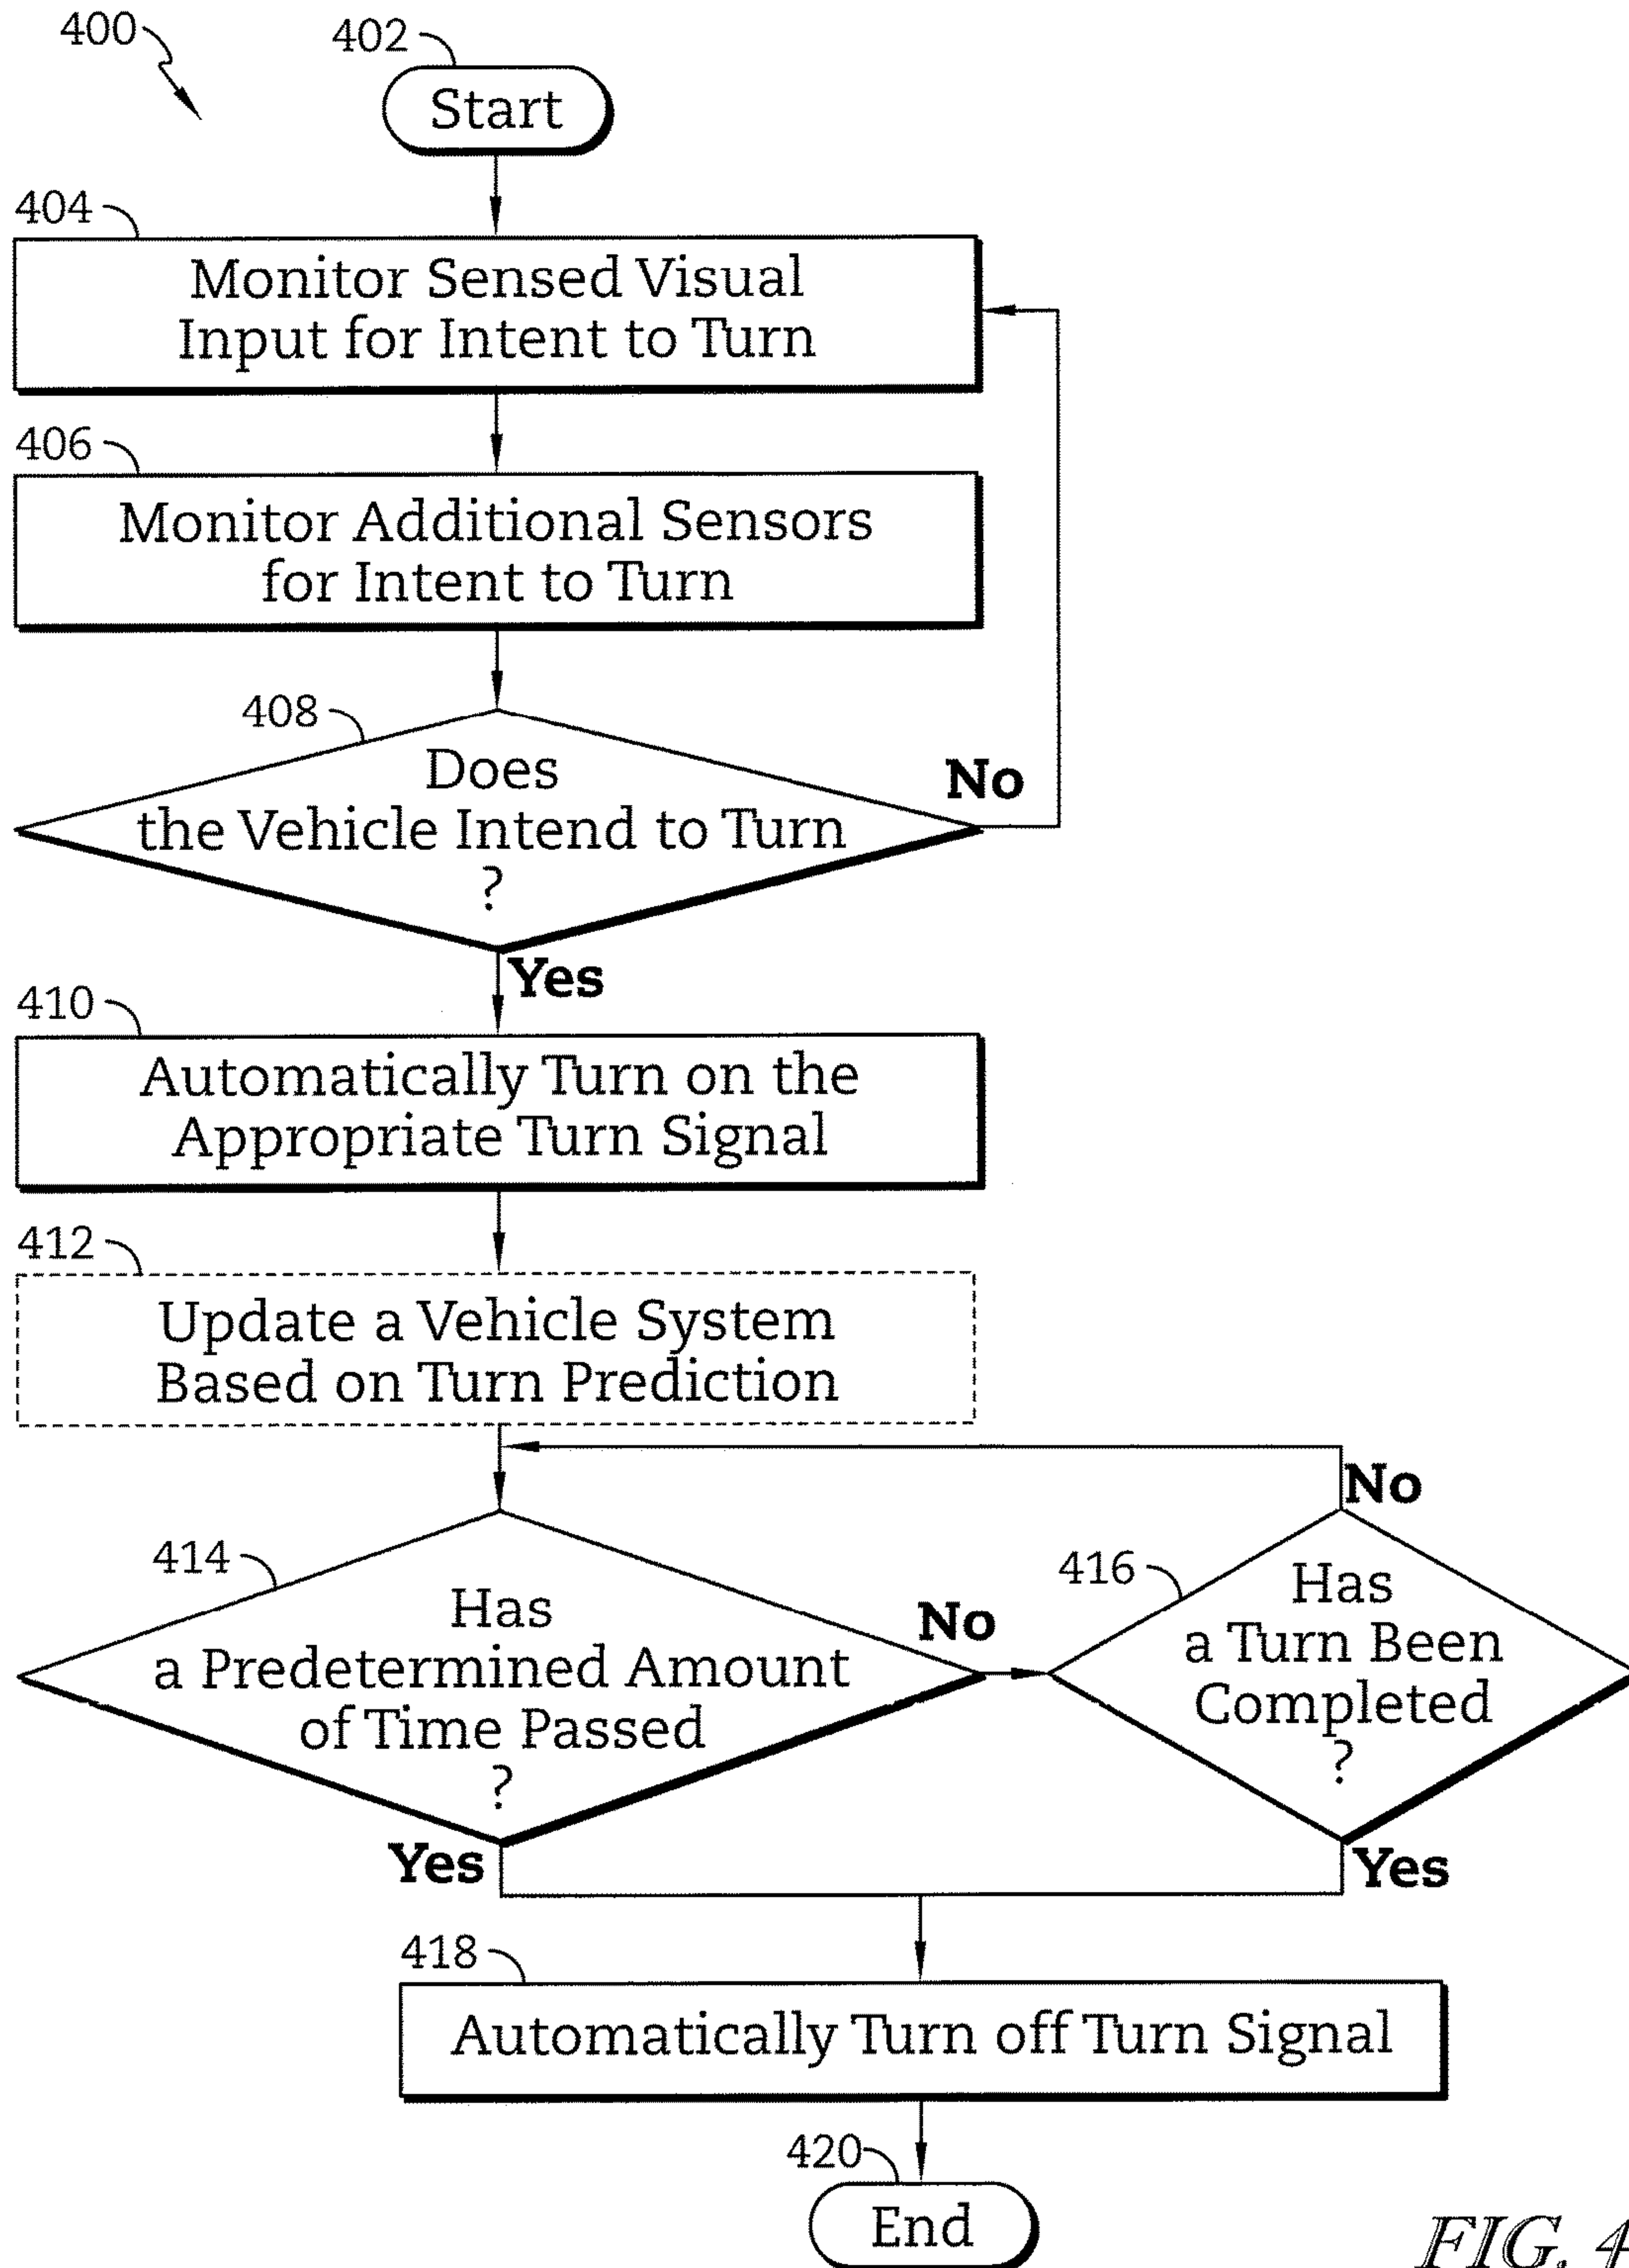 400
402
Start
404
Monitor Sensed Visual
Input for Intent to Turn
406
Monitor Additional Sensors
for Intent to Turn
408
Does
the Vehicle Intend to Turn
?
No
Yes
410
Automatically Turn on the
Appropriate Turn Signal
412
Update a Vehicle System
Based on Turn Prediction
414
Has
a Predetermined Amount
of Time Passed
?
No
Yes
416
No
Has
a Turn Been
Completed
?
Yes
418
Automatically Turn off Turn Signal
420
End
FIG. 4